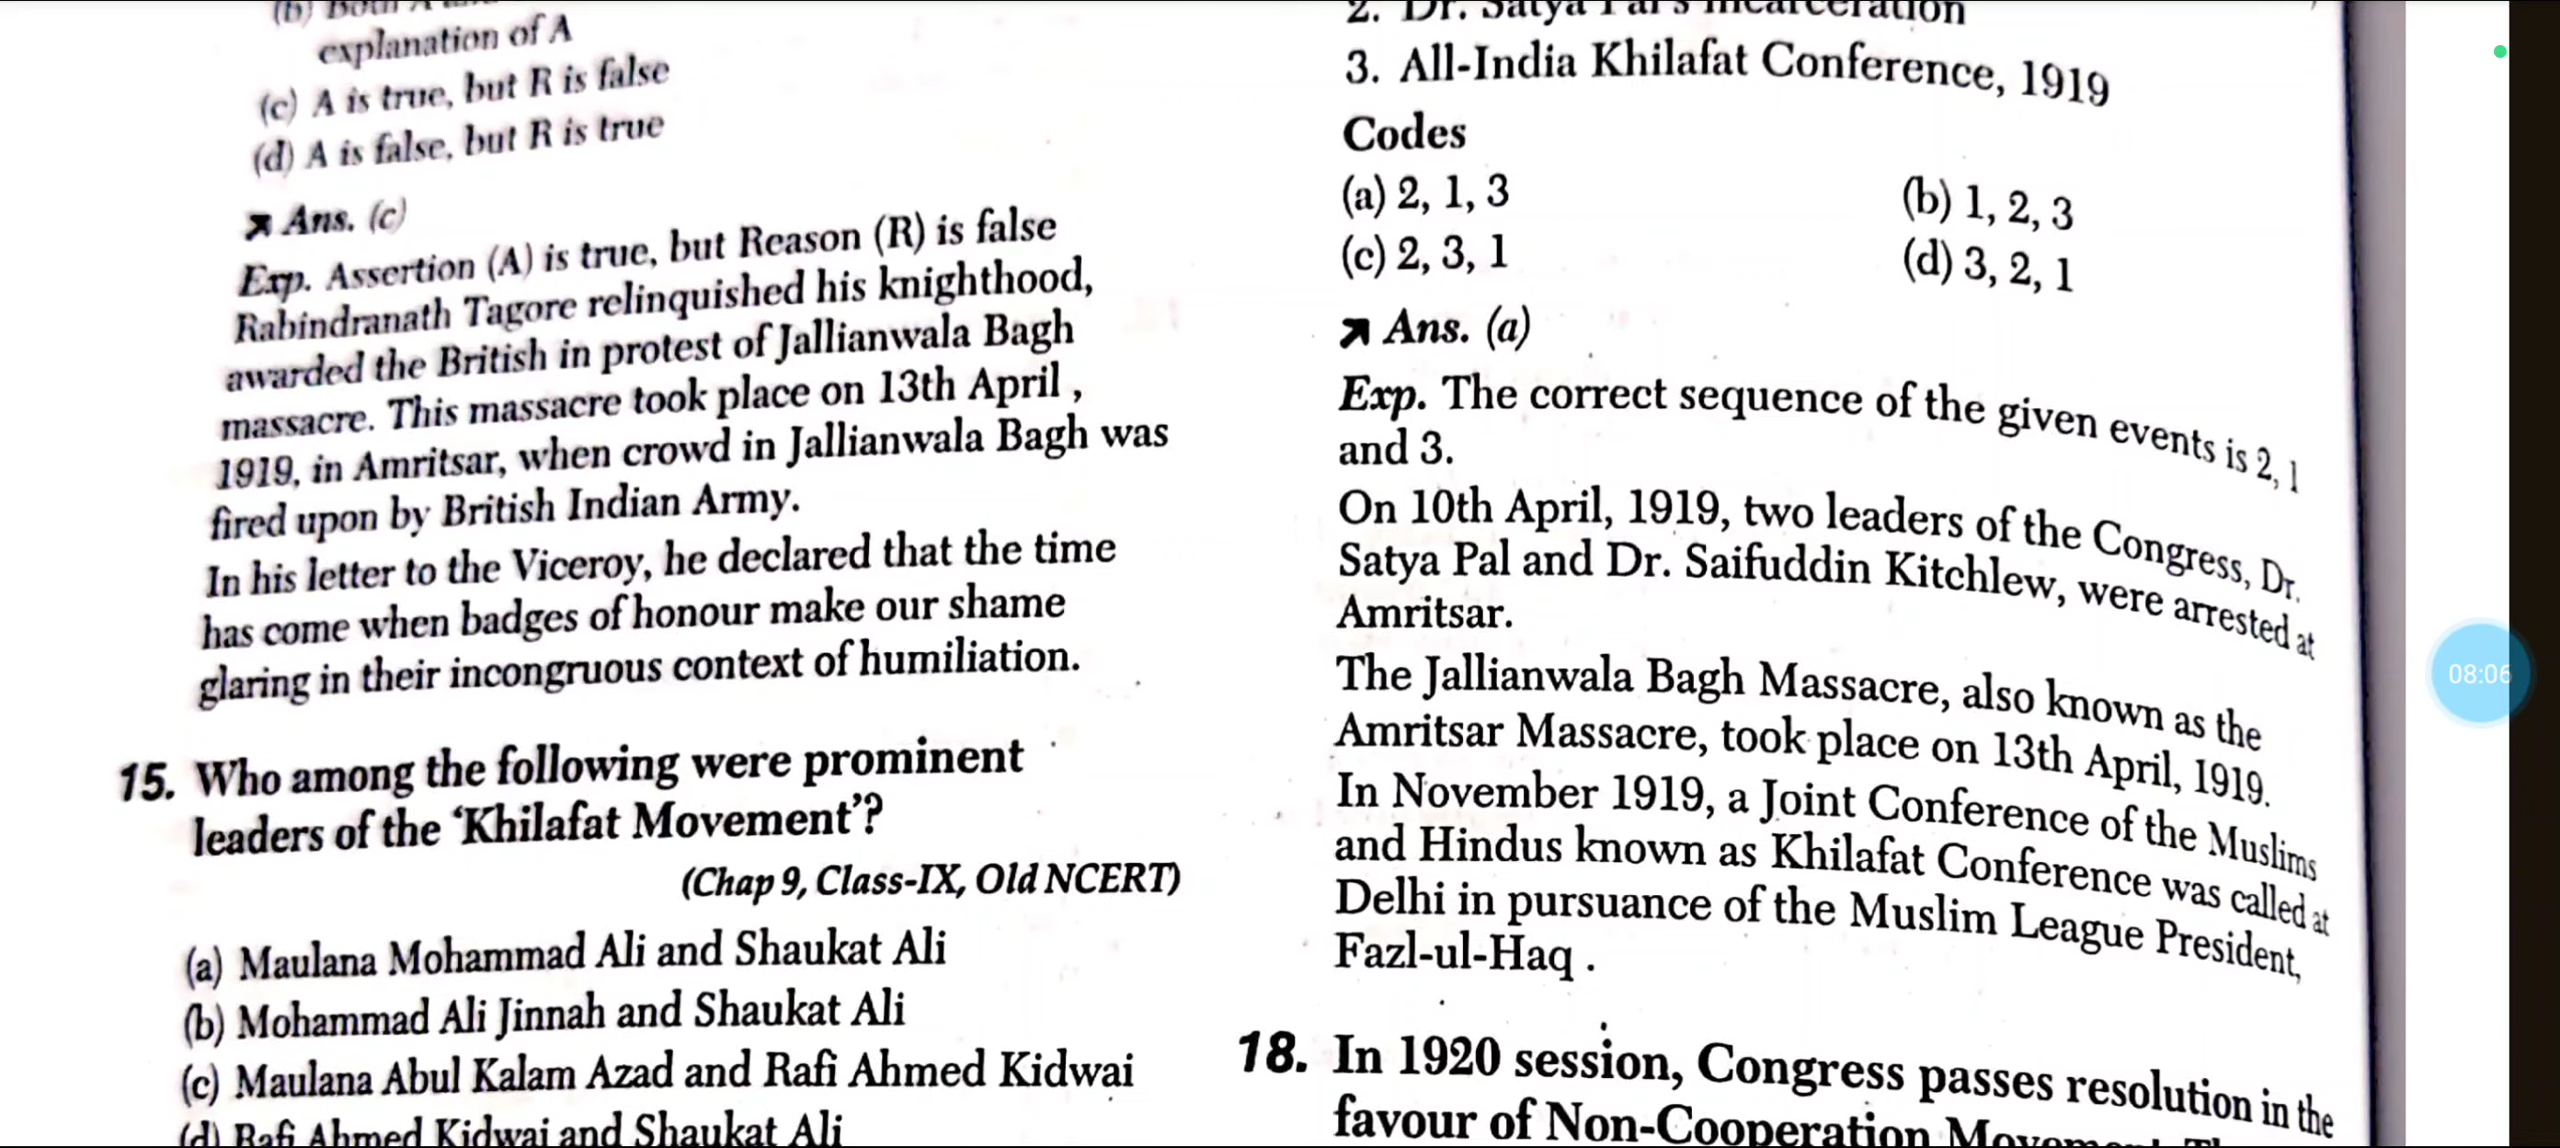 explanation of A
(c) A is true, but R is false
(d) A is false, but R is true
Ans. (c)
Exp. Assertion (A) is true, but Reason (R) is false
Rabindranath Tagore relinquished his knighthood,
awarded the British in protest of Jallianwala Bagh
massacre. This massacre took place on 13th April ,
1919, in Amritsar, when crowd in Jallianwala Bagh was
fired upon by British Indian Army.
In his letter to the Viceroy, he declared that the time
has come when badges of honour make our shame
glaring in their incongruous context of humiliation.
15. Who among the following were prominent
leaders of the ‘Khilafat Movement’?
(Chap 9, Class-IX, Old NCERT)
(a) Maulana Mohammad Ali and Shaukat Ali
(b) Mohammad Ali Jinnah and Shaukat Ali
(c) Maulana Abul Kalam Azad and Rafi Ahmed Kidwai
(d) Rafi Ahmed Kidwai and Shaukat Ali
2. Dr. Satya Pal's incarceration
3. All-India Khilafat Conference, 1919
Codes
(a) 2, 1, 3 (b) 1, 2, 3
(c) 2, 3, 1 (d) 3, 2, 1
Ans. (a)
Exp. The correct sequence of the given events is 2, 1
and 3.
On 10th April, 1919, two leaders of the Congress, Dr.
Satya Pal and Dr. Saifuddin Kitchlew, were arrested at
Amritsar.
The Jallianwala Bagh Massacre, also known as the
Amritsar Massacre, took place on 13th April, 1919.
In November 1919, a Joint Conference of the Muslims
and Hindus known as Khilafat Conference was called at
Delhi in pursuance of the Muslim League President,
Fazl-ul-Haq .
18. In 1920 session, Congress passes resolution in the
favour of Non-Cooperation
08:06